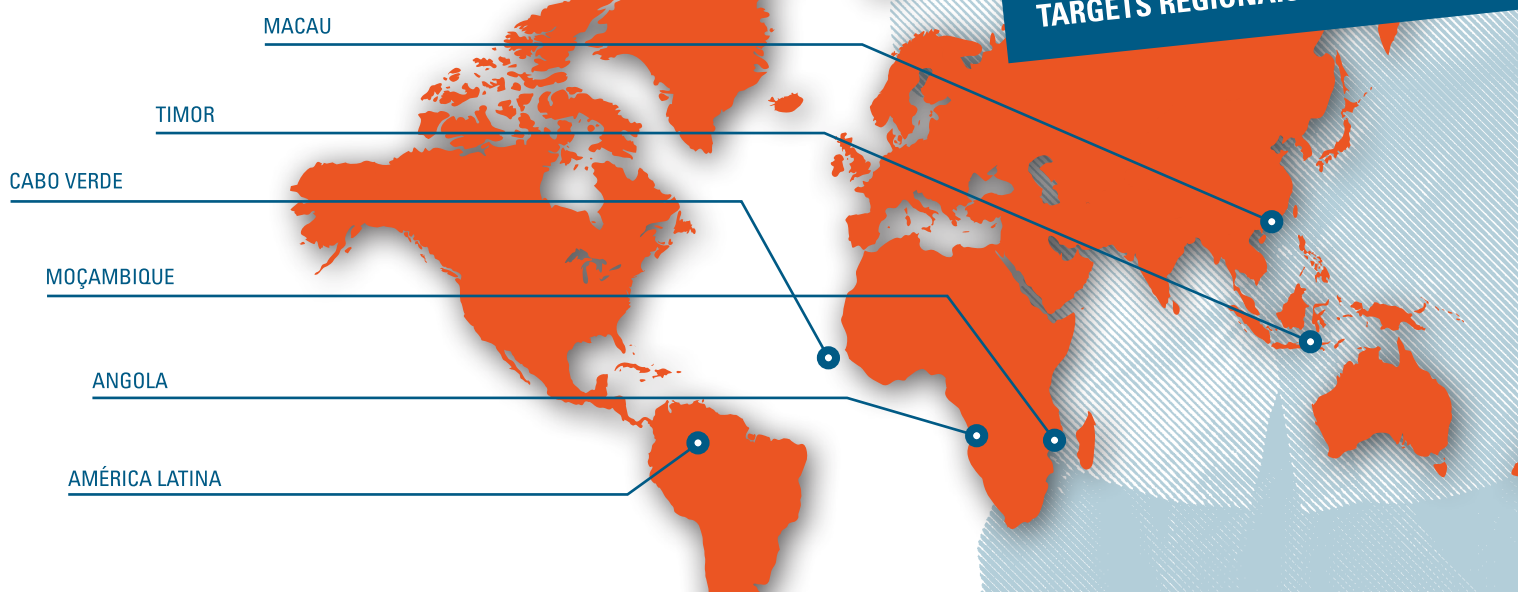 TARGETS REGIONAIS
MACAU
TIMOR
CABO VERDE
MOÇAMBIQUE
ANGOLA
AMÉRICA LATINA